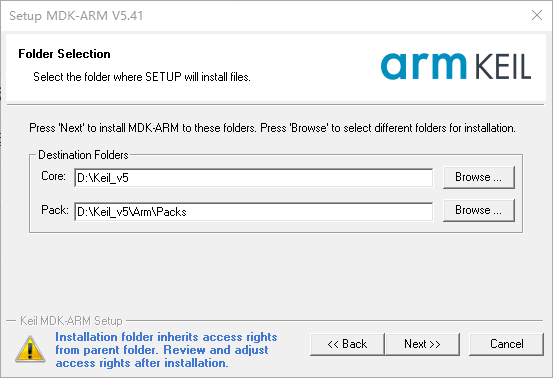 Setup MDK-ARM V5.41
Folder Selection
Select the folder where SETUP will install files.
arm KEIL
Press 'Next' to install MDK-ARM to these folders. Press 'Browse' to select different folders for installation.
Destination Folders
Core: D:\Keil_v5 Browse ...
Pack: D:\Keil_v5\Arm\Packs Browse ...
Keil MDK-ARM Setup
Installation folder inherits access rights
from parent folder. Review and adjust
access rights after installation.
<< Back Next >> Cancel